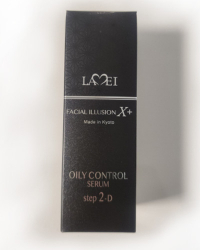 LAMEI
FACIAL ILLUSION X+
Made in Kyoto
OILY CONTROL
SERUM
step 2-D